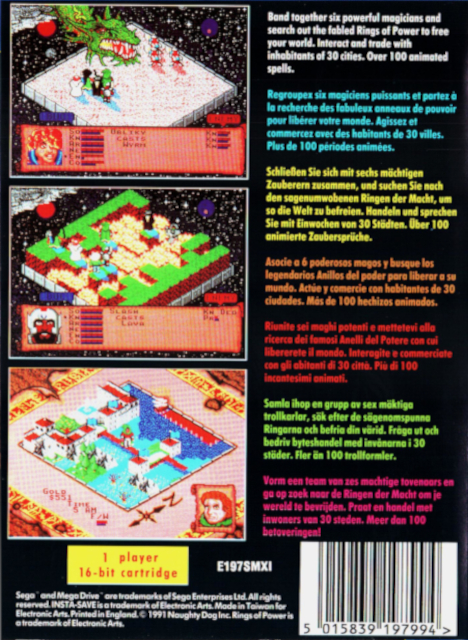 Band together six powerful magicians and
search out the fabled Rings of Power to free
your world. Interact and trade with
inhabitants of 30 cities. Over 100 animated
spells.
Regroupez six magiciens puissants et partez à
la recherche des fabuleux anneaux de pouvoir
pour libérer votre monde. Agissez et
commercez avec des habitants de 30 villes.
Plus de 100 périodes animées.
Schließen Sie sich mit sechs mächtigen
Zauberern zusammen, und suchen Sie nach
den sagenumwobenen Ringen der Macht, um
so die Welt zu befreien. Handeln und sprechen
Sie mit Einwochen von 30 Städten. Über 100
animierte Zaubersprüche.
Asocie a 6 poderosos magos y busque los
legendarios Anillos del poder para liberar a su
mundo. Actúe y comercie con habitantes de 30
ciudades. Más de 100 hechizos animados.
Riunite sei maghi potenti e mettetevi alla
ricerca dei famosi Anelli del Potere con cui
libererete il mondo. Interagite e commerciate
con gli abitanti di 30 città. Più di 100
incantesimi animati.
Samla ihop en grupp av sex mäktiga
trollkarlar, sök efter de sägenomspunna
Ringarna och befria din värld. Fråga ut och
bedriv byteshandel med invånarna i 30
städer. Fler än 100 trollformler.
Vorm een team van zes machtige tovenaars en
ga op zoek naar de Ringen der Macht om je
wereld te bevrijden. Praat en handel met
inwoners van 30 steden. Meer dan 100
betoveringen!
CASTS
SLASH
CASTS
LAVA
GOLD
$551
TIME
1 player
16-bit cartridge
E197SMXI
Sega™ and Mega Drive™ are trademarks of Sega Enterprises Ltd. All rights
reserved. INSTA-SAVE is a trademark of Electronic Arts. Made in Taiwan for
Electronic Arts. Printed in England. © 1991 Naughty Dog Inc. Rings of Power is
a trademark of Electronic Arts.
5 015839 197994 >